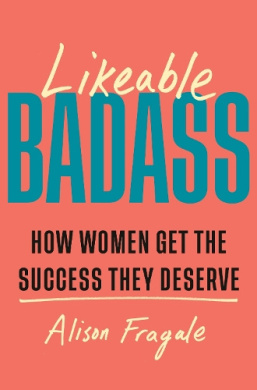 Likeable
BADASS
HOW WOMEN GET THE
SUCCESS THEY DESERVE
Alison Fragale